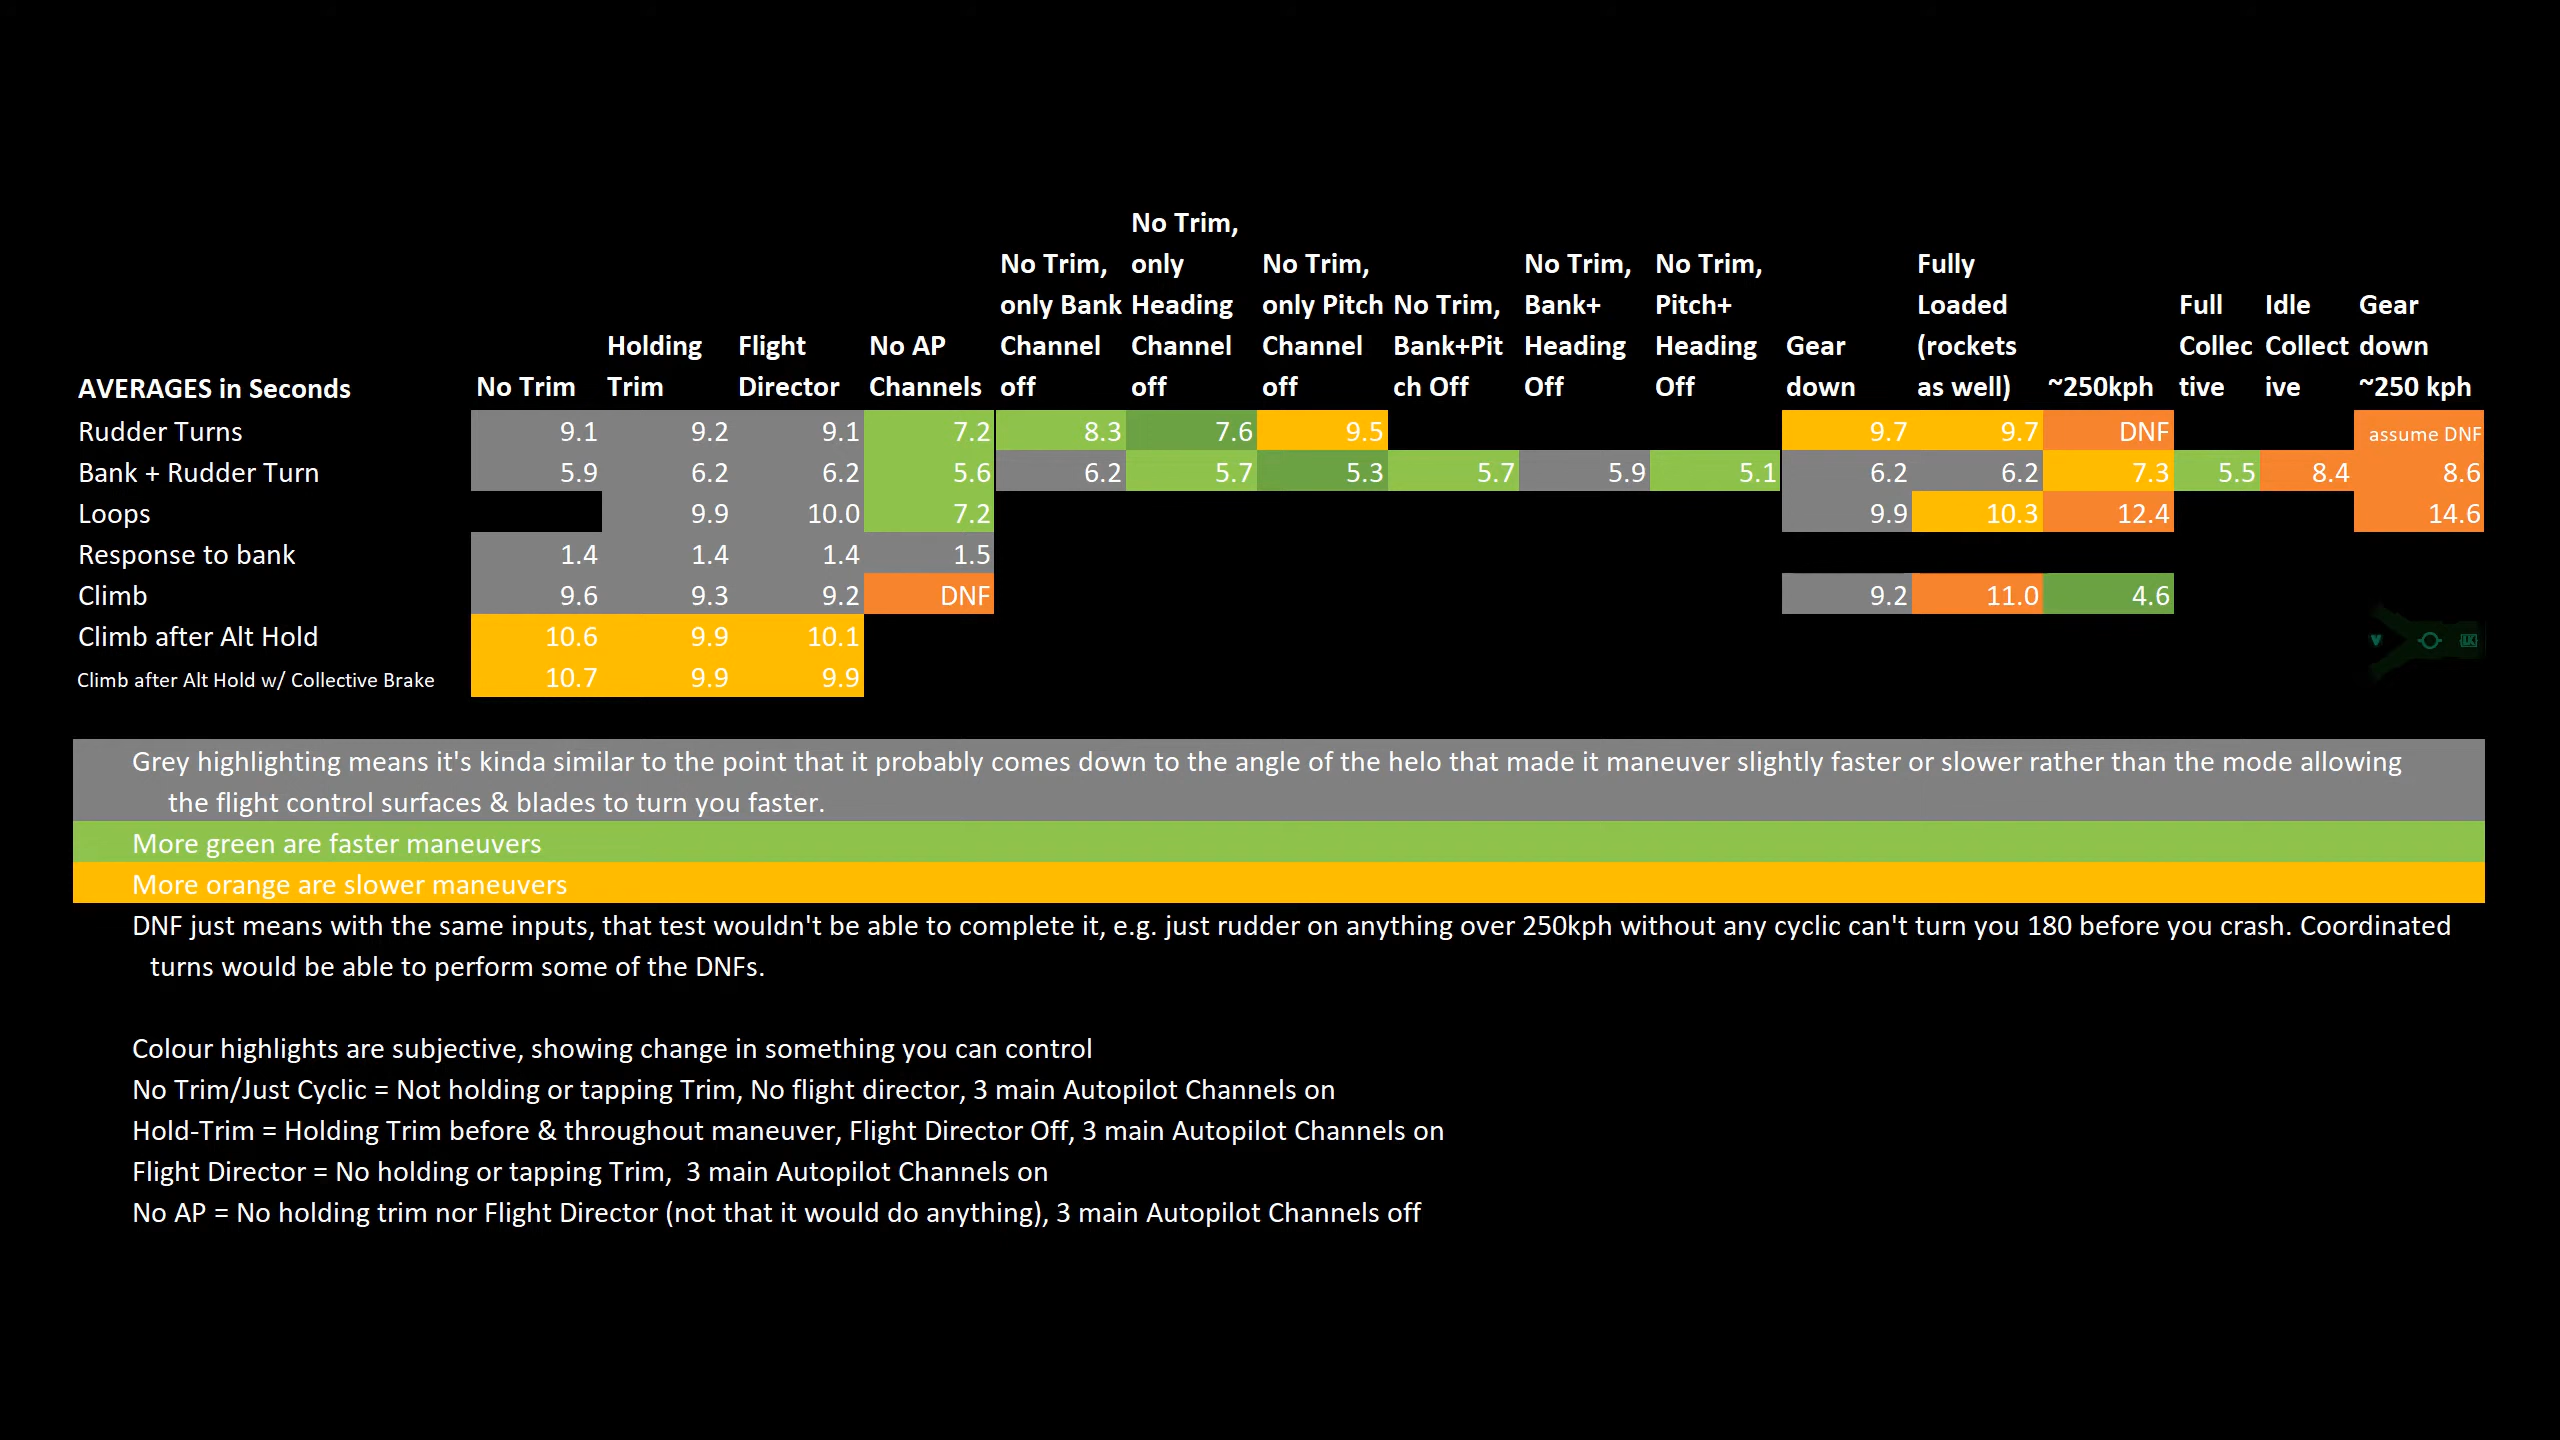 No Trim,
No Trim, only No Trim, No Trim, No Trim, Fully
only Bank Heading only Pitch No Trim, Bank+ Pitch+ Loaded Full Idle Gear
Holding Flight No AP Channel Channel Channel Bank+Pit Heading Heading Gear (rockets Collec Collect down
AVERAGES in Seconds No Trim Trim Director Channels off off off ch Off Off Off down as well) ~250kph tive ive ~250 kph
Rudder Turns 9.1 9.2 9.1 7.2 8.3 7.6 9.5 9.7 9.7 DNF assume DNF
Bank + Rudder Turn 5.9 6.2 6.2 5.6 6.2 5.7 5.3 5.7 5.9 5.1 6.2 6.2 7.3 5.5 8.4 8.6
Loops 9.9 10.0 7.2 9.9 10.3 12.4 14.6
Response to bank 1.4 1.4 1.4 1.5
Climb 9.6 9.3 9.2 DNF 9.2 11.0 4.6
Climb after Alt Hold 10.6 9.9 10.1
Climb after Alt Hold w/ Collective Brake 10.7 9.9 9.9
Grey highlighting means it's kinda similar to the point that it probably comes down to the angle of the helo that made it maneuver slightly faster or slower rather than the mode allowing
the flight control surfaces & blades to turn you faster.
More green are faster maneuvers
More orange are slower maneuvers
DNF just means with the same inputs, that test wouldn't be able to complete it, e.g. just rudder on anything over 250kph without any cyclic can't turn you 180 before you crash. Coordinated
turns would be able to perform some of the DNFs.
Colour highlights are subjective, showing change in something you can control
No Trim/Just Cyclic = Not holding or tapping Trim, No flight director, 3 main Autopilot Channels on
Hold-Trim = Holding Trim before & throughout maneuver, Flight Director Off, 3 main Autopilot Channels on
Flight Director = No holding or tapping Trim, 3 main Autopilot Channels on
No AP = No holding trim nor Flight Director (not that it would do anything), 3 main Autopilot Channels off